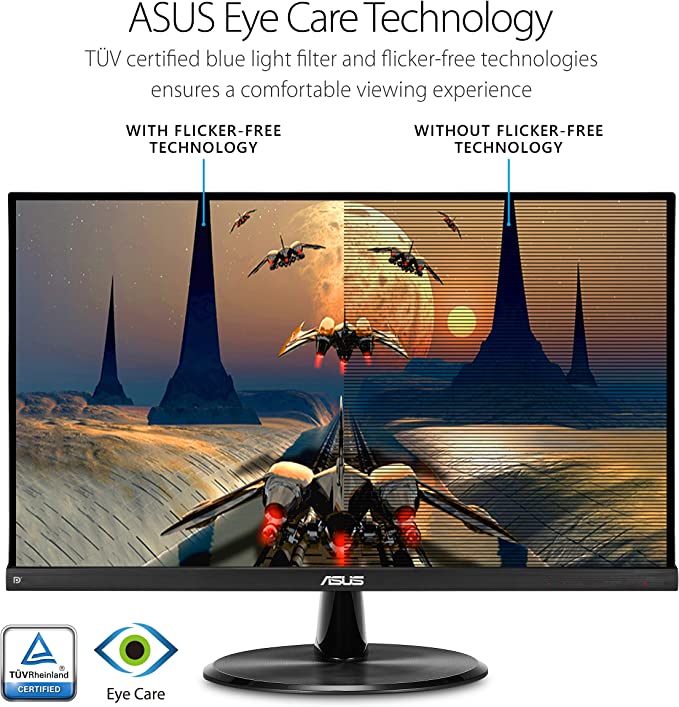 ASUS Eye Care Technology
TÜV certified blue light filter and flicker-free technologies
ensures a comfortable viewing experience
WITH FLICKER-FREE
TECHNOLOGY
WITHOUT FLICKER-FREE
TECHNOLOGY
ASUS
TÜVRheinland
CERTIFIED
Eye Care